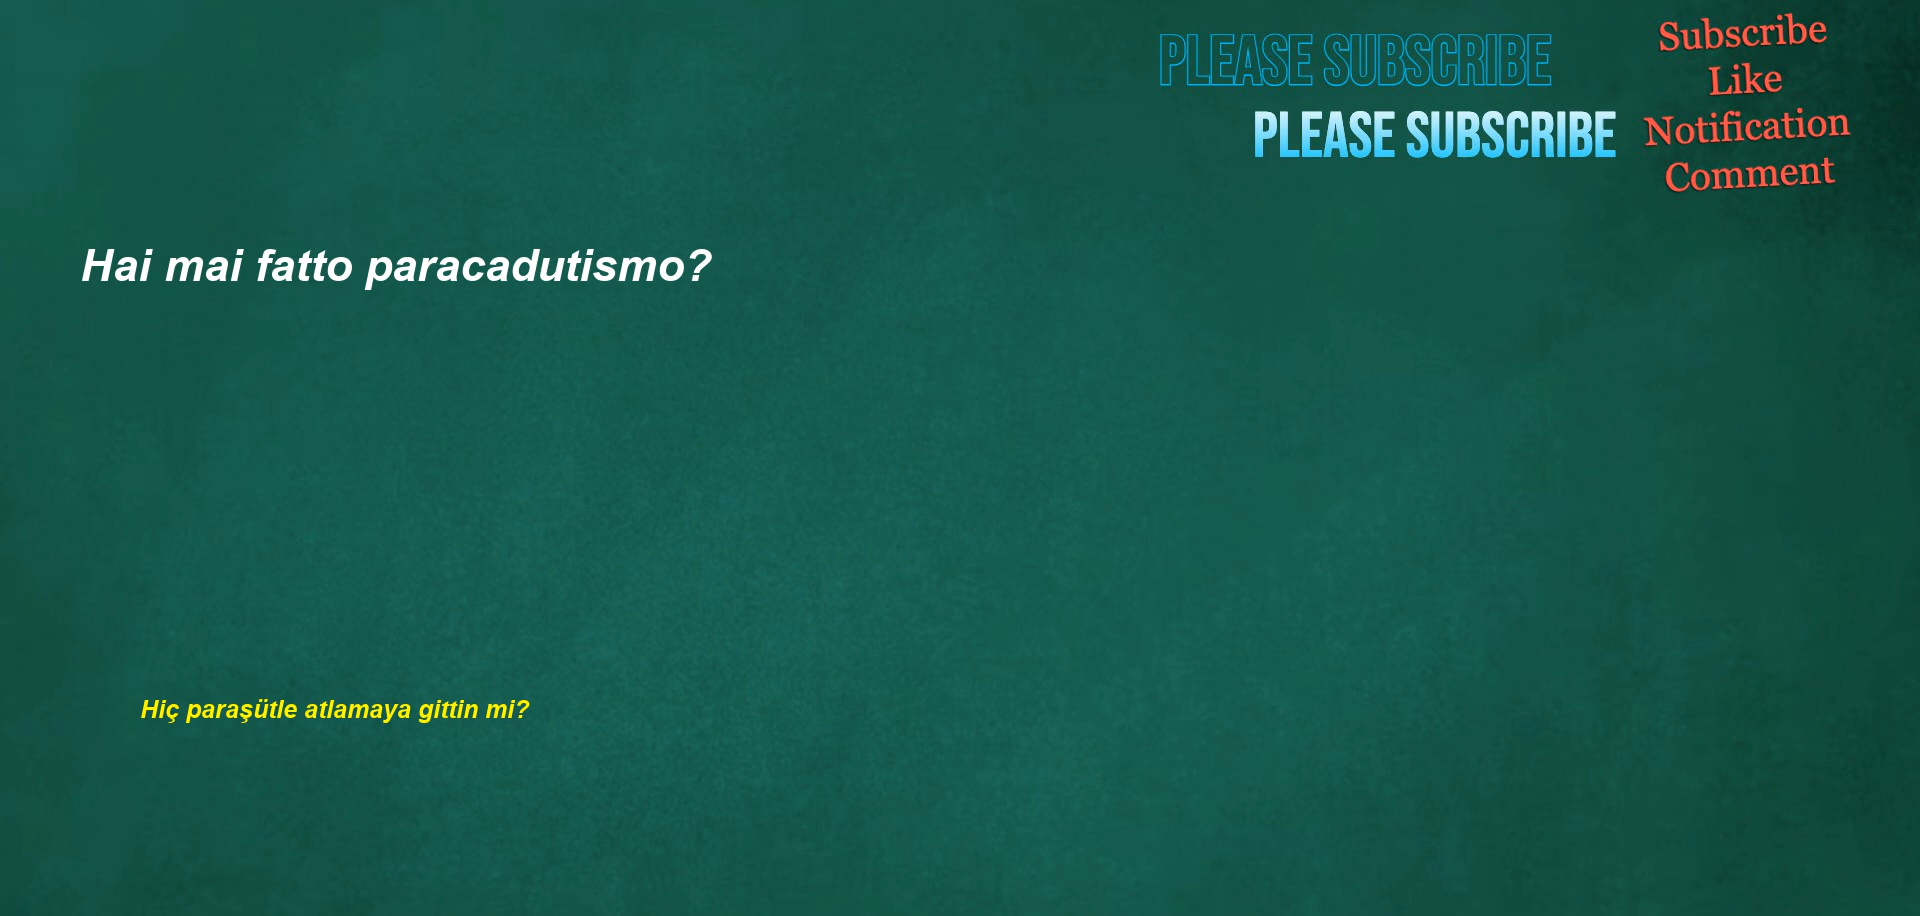 PLEASE SUBSCRIBE
PLEASE SUBSCRIBE
Subscribe
Like
Notification
Comment
Hai mai fatto paracadutismo?
Hiç paraşütle atlamaya gittin mi?